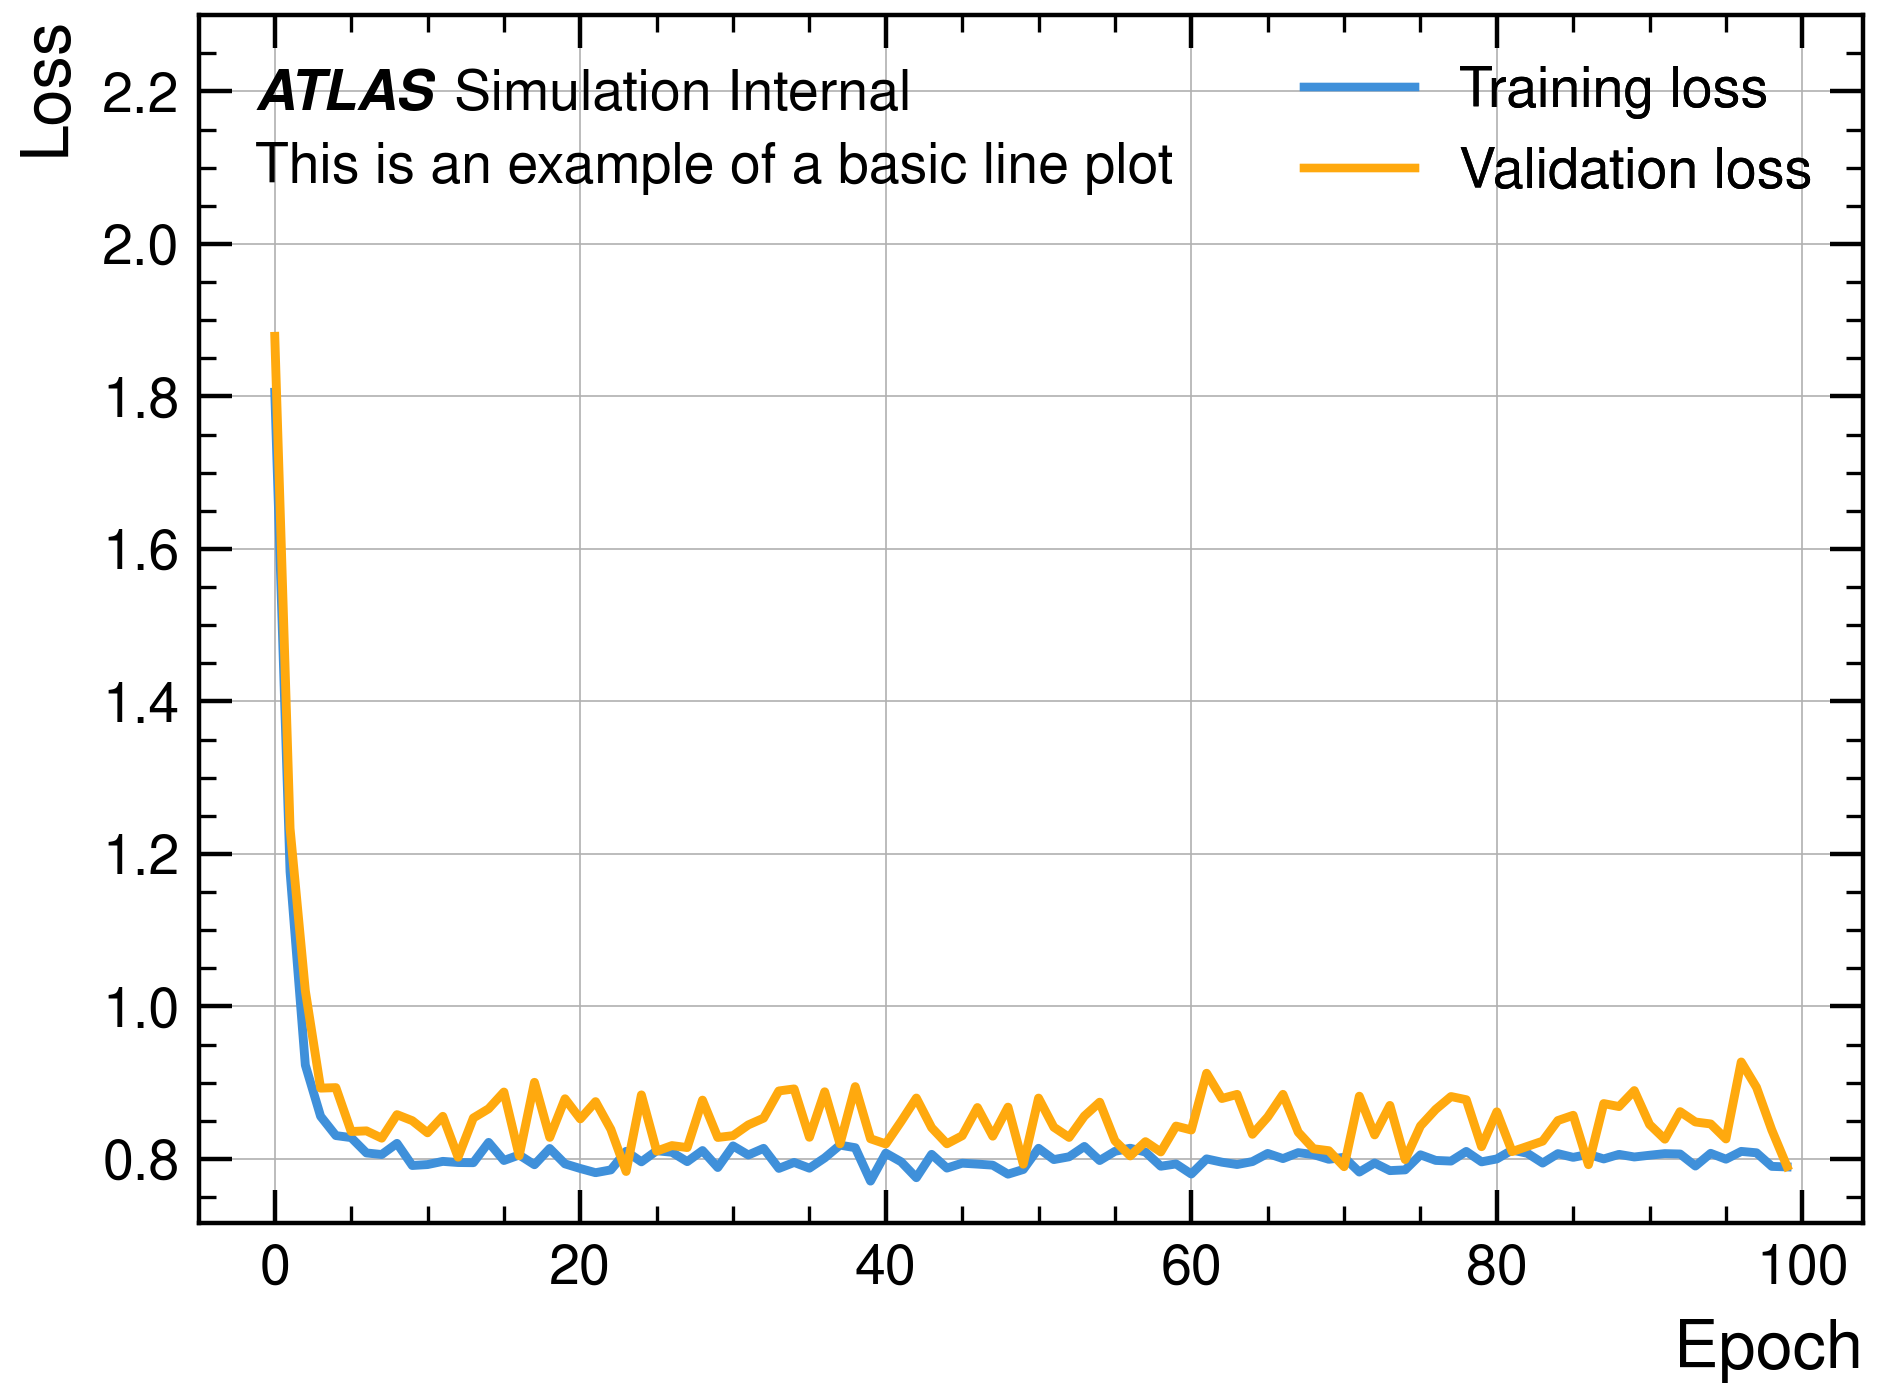 Loss
ATLAS Simulation Internal
This is an example of a basic line plot
Training loss
Validation loss
2.2
2.0
1.8
1.6
1.4
1.2
1.0
0.8
0 20 40 60 80 100
Epoch